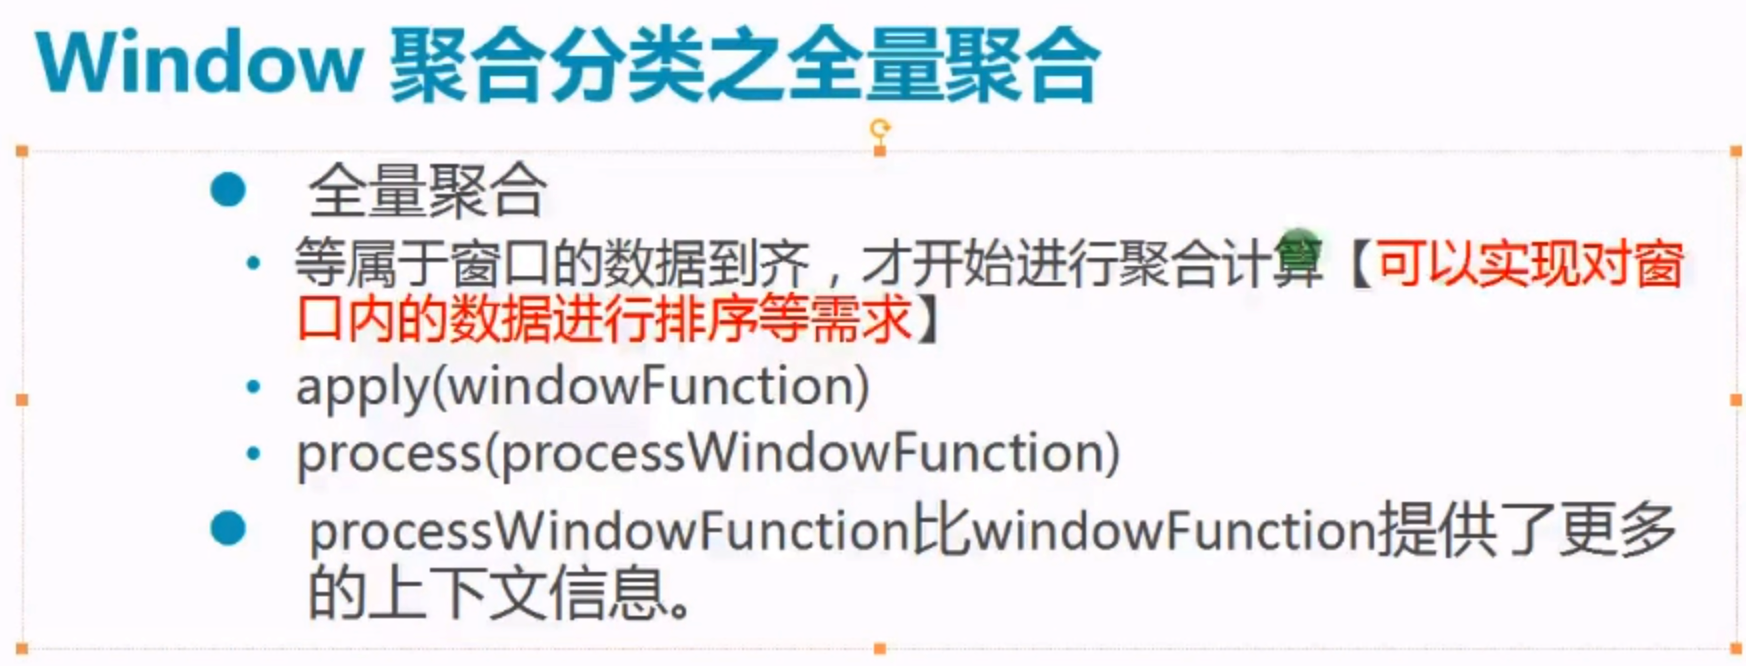 Window 聚合分类之全量聚合
全量聚合
等属于窗口的数据到齐，才开始进行聚合计算【可以实现对窗
口内的数据进行排序等需求】
apply(windowFunction)
process(processWindowFunction)
processWindowFunction比windowFunction提供了更多
的上下文信息。